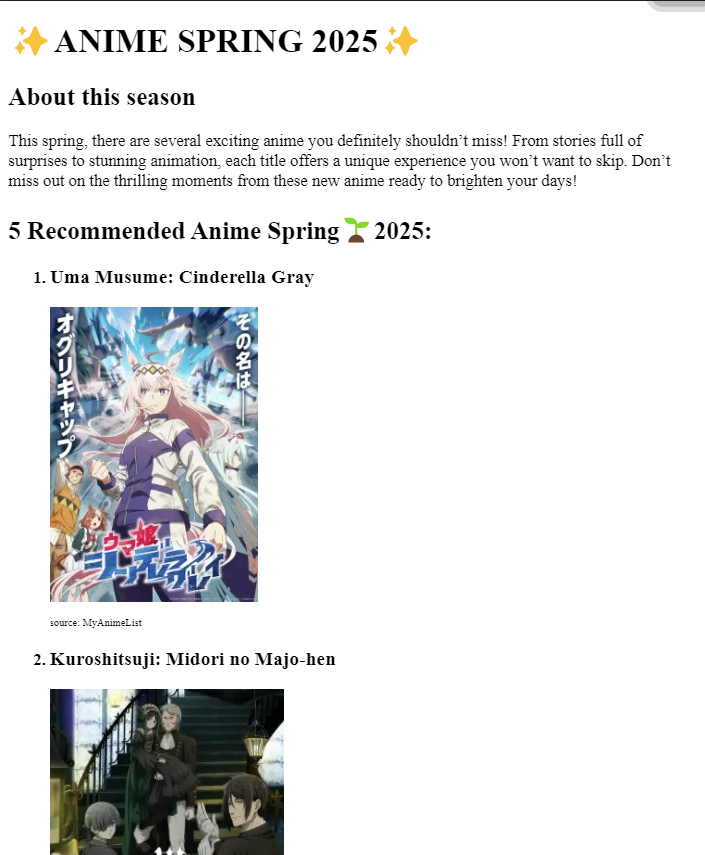 ✨ANIME SPRING 2025✨
About this season
This spring, there are several exciting anime you definitely shouldn’t miss! From stories full of
surprises to stunning animation, each title offers a unique experience you won’t want to skip. Don’t
miss out on the thrilling moments from these new anime ready to brighten your days!
5 Recommended Anime Spring🌱2025:
1. Uma Musume: Cinderella Gray
その名は──
オグリキャップ
ウマ娘
シンデレラグレイ
source: MyAnimeList
2. Kuroshitsuji: Midori no Majo-hen